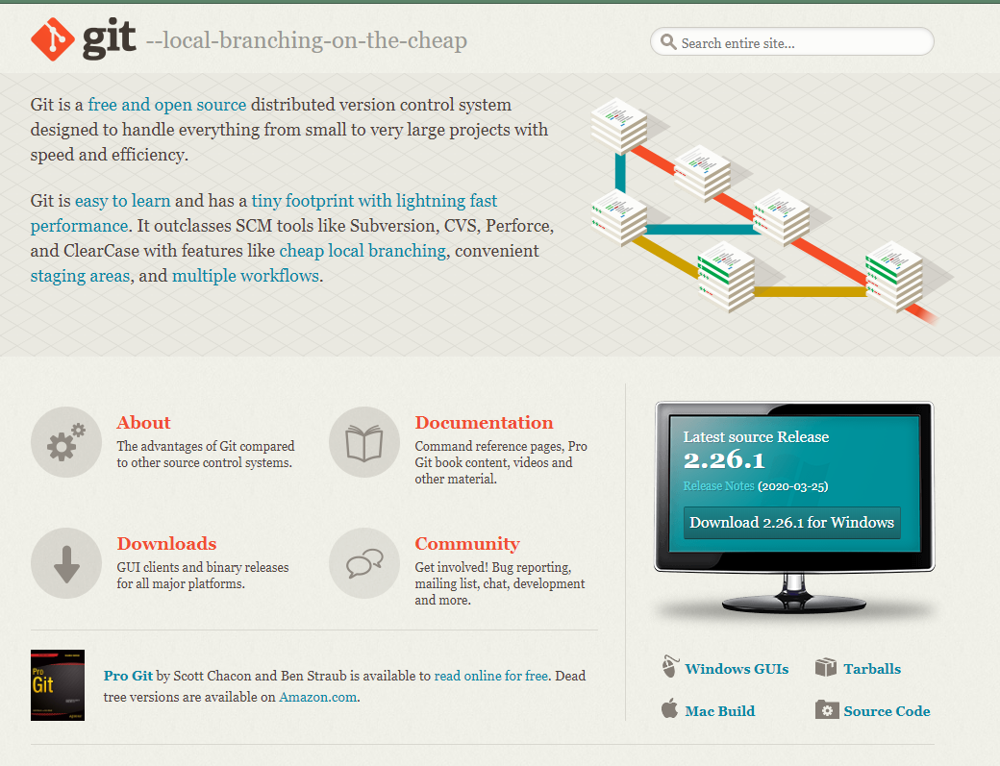 git --local-branching-on-the-cheap
Search entire site...
Git is a free and open source distributed version control system
designed to handle everything from small to very large projects with
speed and efficiency.
Git is easy to learn and has a tiny footprint with lightning fast
performance. It outclasses SCM tools like Subversion, CVS, Perforce,
and ClearCase with features like cheap local branching, convenient
staging areas, and multiple workflows.
About
The advantages of Git compared
to other source control systems.
Documentation
Command reference pages, Pro
Git book content, videos and
other material.
Downloads
GUI clients and binary releases
for all major platforms.
Community
Get involved! Bug reporting,
mailing list, chat, development
and more.
Latest source Release
2.26.1
Release Notes (2020-03-25)
Download 2.26.1 for Windows
Pro
Git
Pro Git by Scott Chacon and Ben Straub is available to read online for free. Dead
tree versions are available on Amazon.com.
Windows GUIs
Tarballs
Mac Build
Source Code